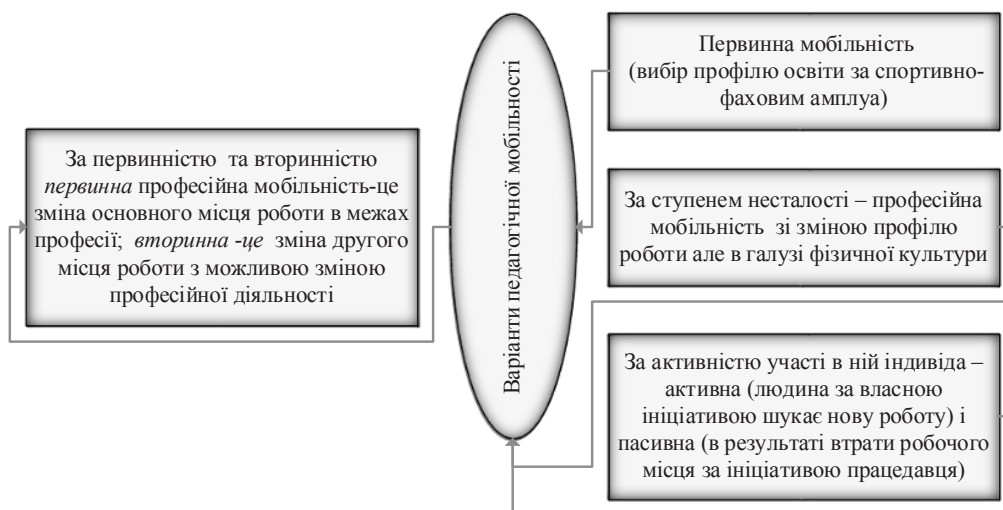 За первинністю та вторинністю
первинна професійна мобільність-це
зміна основного місця роботи в межах
професії; вторинна -це зміна другого
місця роботи з можливою зміною
професійної діяльності
Варіанти педагогічної мобільності
Первинна мобільність
(вибір профілю освіти за спортивно-
фаховим амплуа)
За ступенем несталості – професійна
мобільність зі зміною профілю
роботи але в галузі фізичної культури
За активністю участі в ній індивіда –
активна (людина за власною
ініціативою шукає нову роботу) і
пасивна (в результаті втрати робочого
місця за ініціативою працедавця)